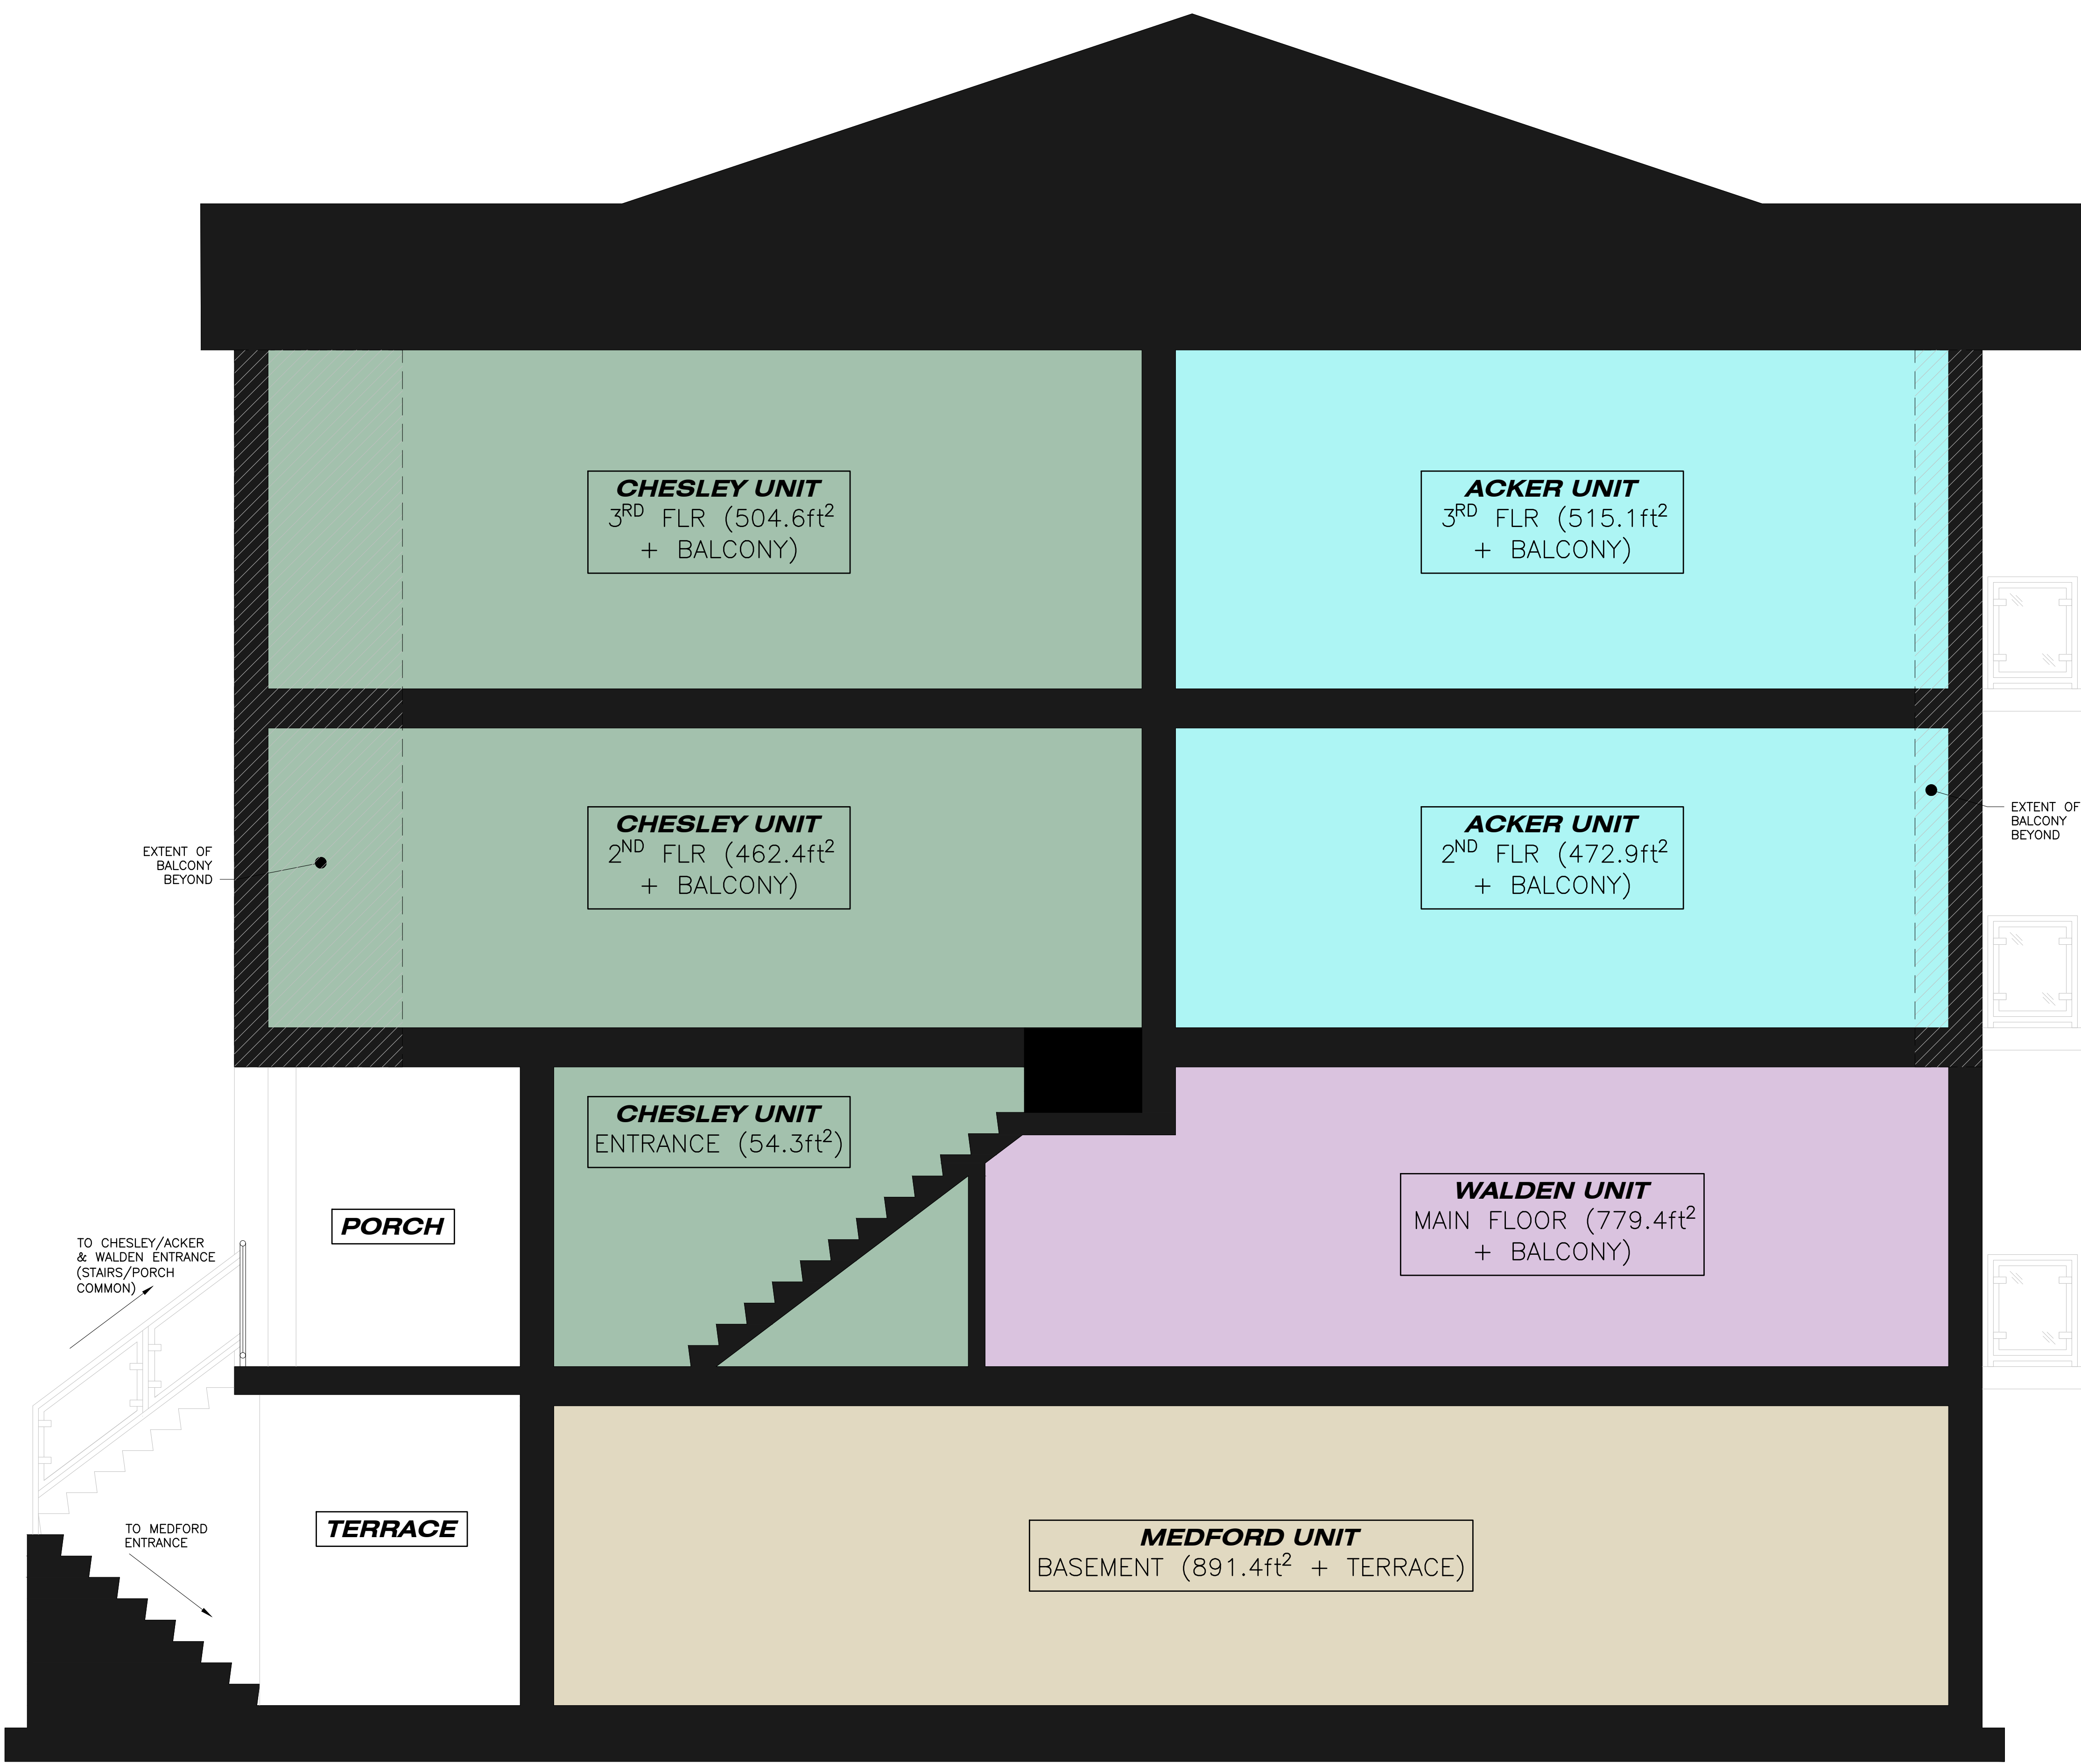 CHESLEY UNIT
3RD FLR (504.6ft²
+ BALCONY)
ACKER UNIT
3RD FLR (515.1ft²
+ BALCONY)
CHESLEY UNIT
2ND FLR (462.4ft²
+ BALCONY)
ACKER UNIT
2ND FLR (472.9ft²
+ BALCONY)
EXTENT OF
BALCONY
BEYOND
EXTENT OF
BALCONY
BEYOND
CHESLEY UNIT
ENTRANCE (54.3ft²)
WALDEN UNIT
MAIN FLOOR (779.4ft²
+ BALCONY)
PORCH
TO CHESLEY/ACKER
& WALDEN ENTRANCE
(STAIRS/PORCH
COMMON)
TERRACE
TO MEDFORD
ENTRANCE
MEDFORD UNIT
BASEMENT (891.4ft² + TERRACE)